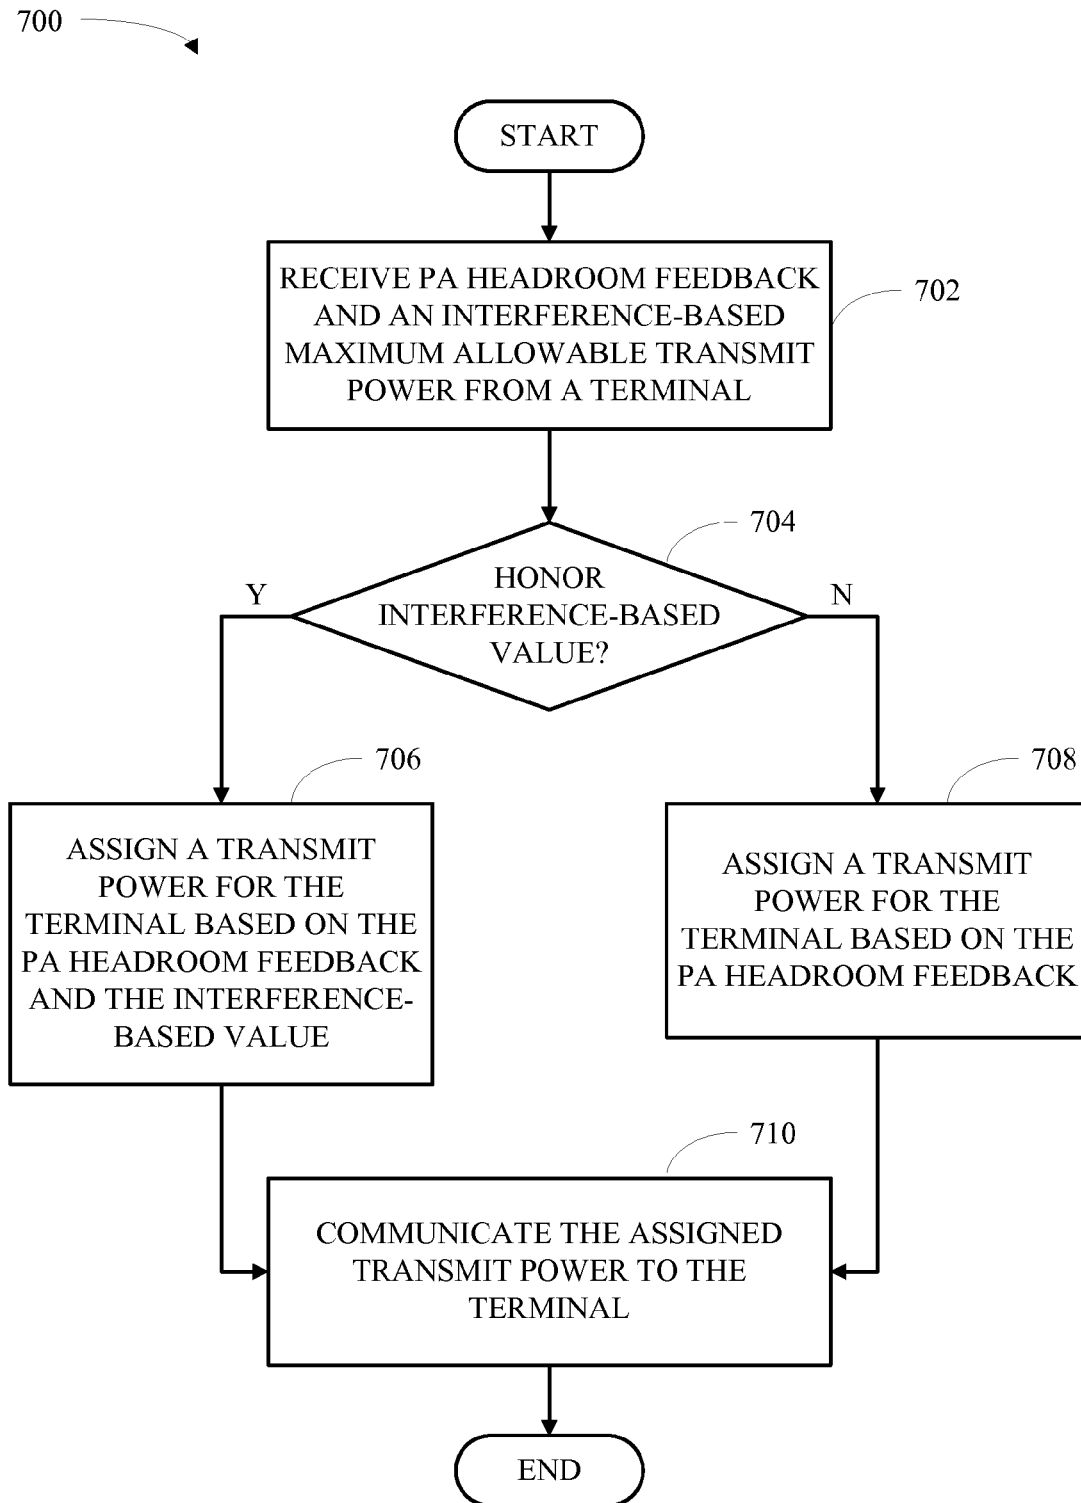 700
START
RECEIVE PA HEADROOM FEEDBACK
AND AN INTERFERENCE-BASED
MAXIMUM ALLOWABLE TRANSMIT
POWER FROM A TERMINAL
702
704
HONOR
INTERFERENCE-BASED
VALUE?
Y
N
706
ASSIGN A TRANSMIT
POWER FOR THE
TERMINAL BASED ON THE
PA HEADROOM FEEDBACK
AND THE INTERFERENCE-
BASED VALUE
708
ASSIGN A TRANSMIT
POWER FOR THE
TERMINAL BASED ON THE
PA HEADROOM FEEDBACK
710
COMMUNICATE THE ASSIGNED
TRANSMIT POWER TO THE
TERMINAL
END